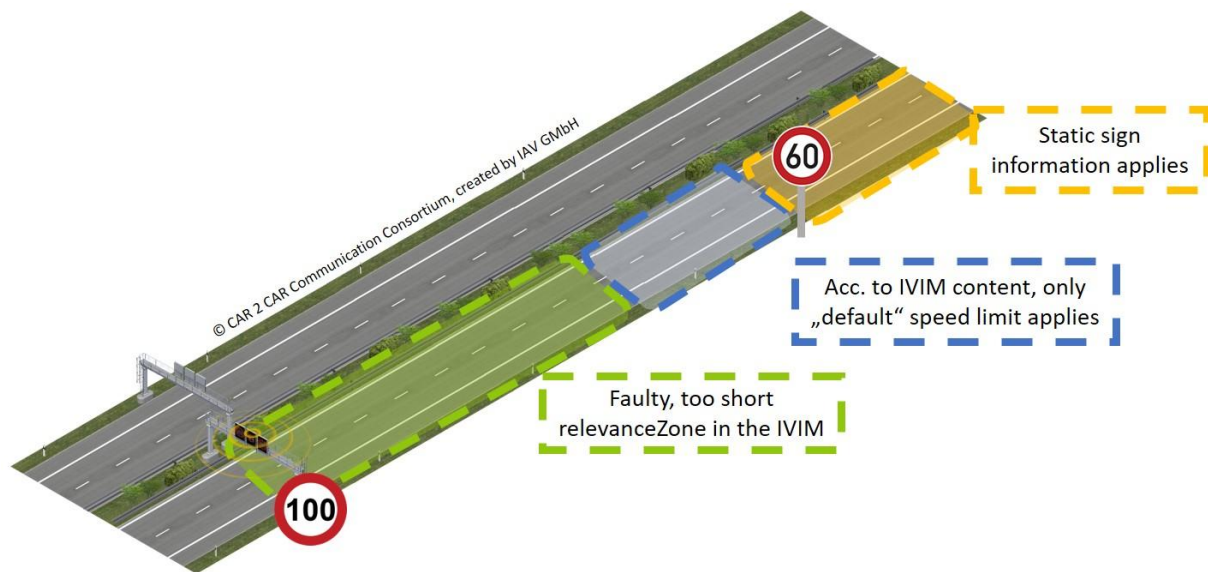 © CAR 2 CAR Communication Consortium, created by IAV GMbH
60
Static sign
information applies
Acc. to IVIM content, only
„default“ speed limit applies
Faulty, too short
relevanceZone in the IVIM
100